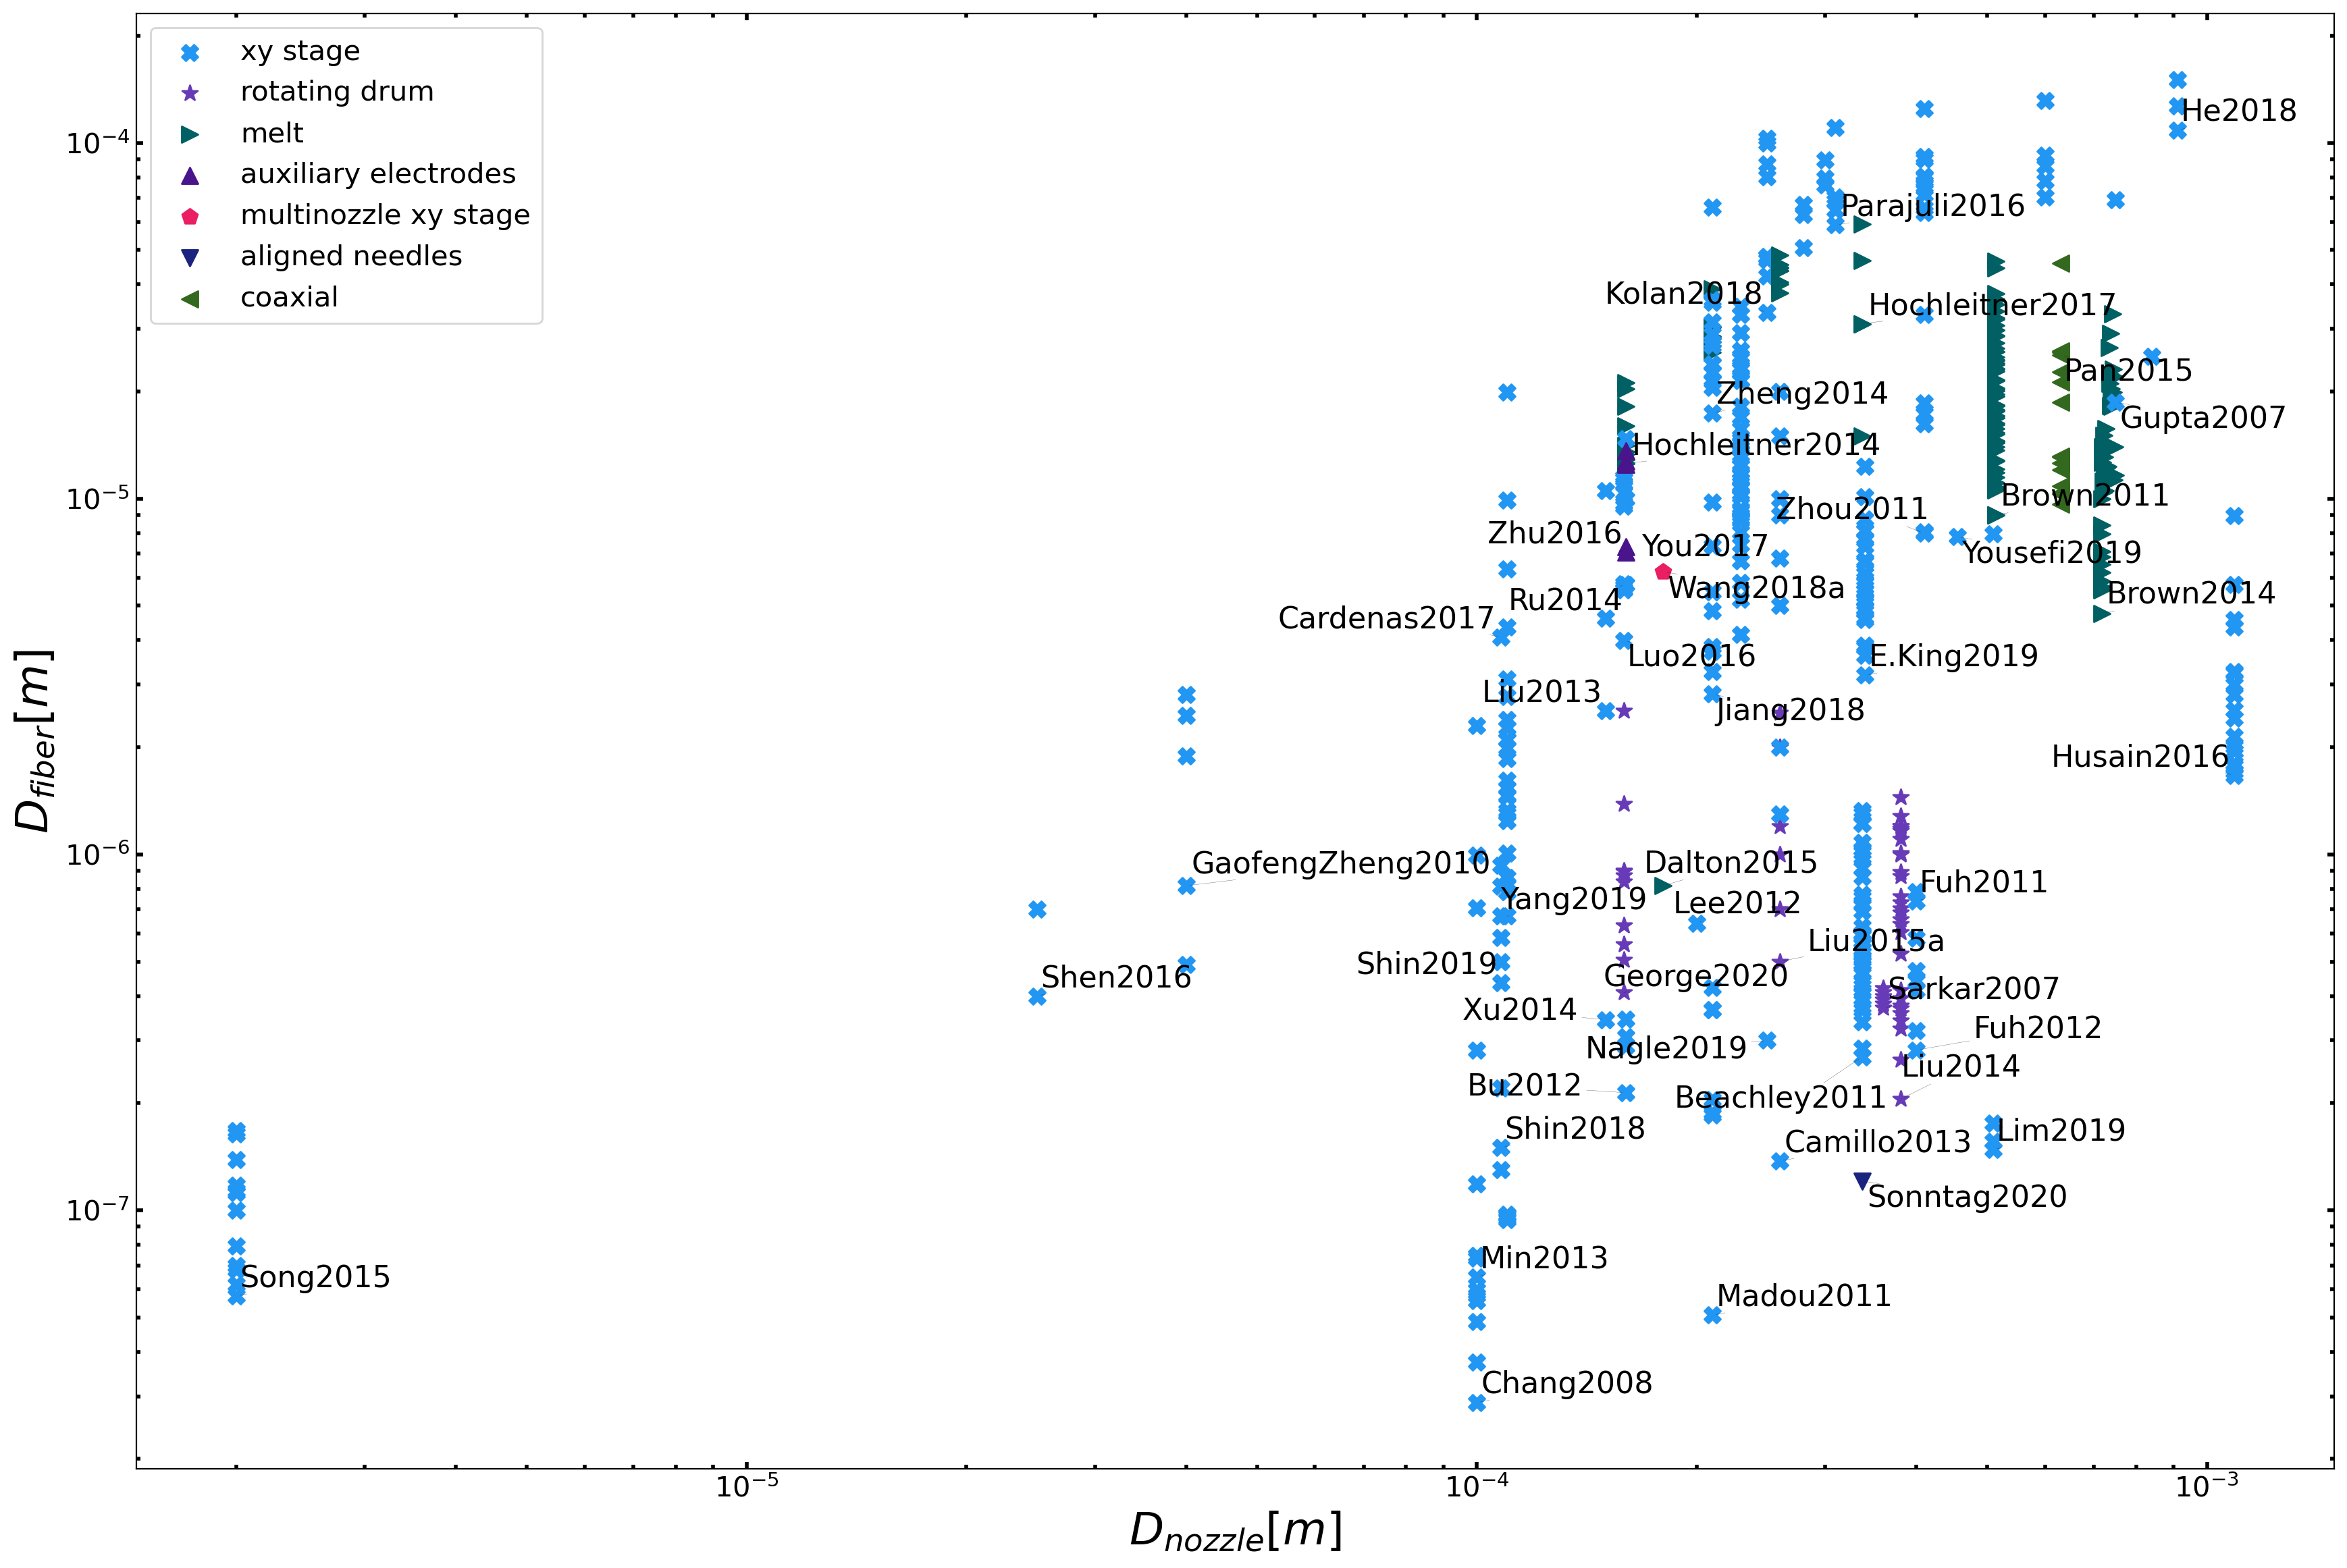 xy stage
rotating drum
melt
auxiliary electrodes
multinozzle xy stage
aligned needles
coaxial
He2018
Parajuli2016
Kolan2018
Hochleitner2017
Pan2015
Zheng2014
Gupta2007
Hochleitner2014
Brown2011
Zhou2011
Zhu2016
You2017
Yousefi2019
Wang2018a
Ru2014
Brown2014
Cardenas2017
Luo2016
E.King2019
Liu2013
Jiang2018
Husain2016
GaofengZheng2010
Dalton2015
Fuh2011
Yang2019
Lee2012
Liu2015a
Shin2019
Shen2016
George2020
Sarkar2007
Xu2014
Fuh2012
Nagle2019
Liu2014
Bu2012
Beachley2011
Shin2018
Lim2019
Camillo2013
Sonntag2020
Min2013
Song2015
Madou2011
Chang2008
10⁻⁴
10⁻⁵
10⁻⁶
10⁻⁷
10⁻⁵
10⁻⁴
10⁻³
D_fiber[m]
D_nozzle[m]